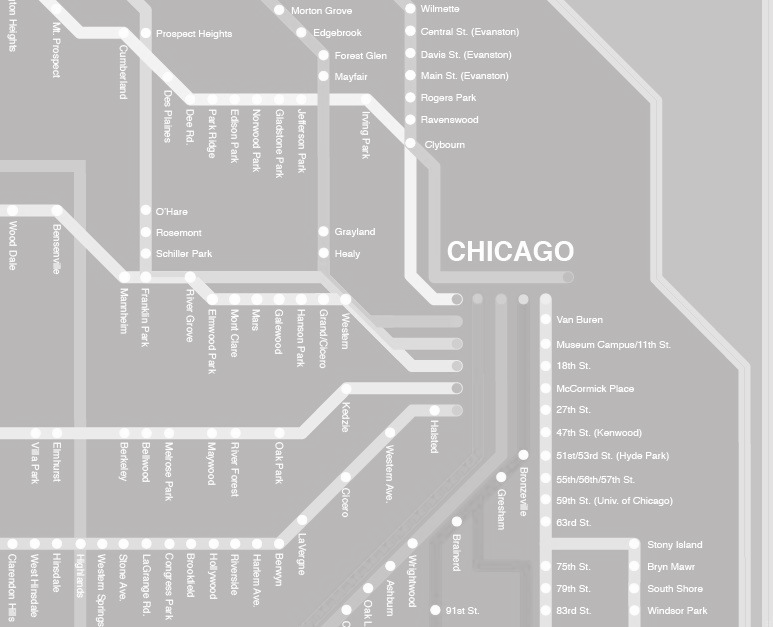 ton Heights
Mt. Prospect
Cumberland
Prospect Heights
Des Plaines
Dee Rd.
Park Ridge
Edison Park
Norwood Park
Gladstone Park
Jefferson Park
Morton Grove
Edgebrook
Forest Glen
Mayfair
Irving Park
Wilmette
Central St. (Evanston)
Davis St. (Evanston)
Main St. (Evanston)
Rogers Park
Ravenswood
Clybourn
Wood Dale
Bensenville
O'Hare
Rosemont
Schiller Park
Grayland
Healy
CHICAGO
Mannheim
Franklin Park
River Grove
Elmwood Park
Mont Clare
Mars
Galewood
Hanson Park
Grand/Cicero
Western
Van Buren
Museum Campus/11th St.
18th St.
McCormick Place
27th St.
47th St. (Kenwood)
51st/53rd St. (Hyde Park)
55th/56th/57th St.
59th St. (Univ. of Chicago)
63rd St.
Villa Park
Elmhurst
Berkeley
Bellwood
Melrose Park
Maywood
River Forest
Oak Park
Kedzie
Halsted
Western Ave.
Cicero
LaVergne
Gresham
Bronzeville
Brainerd
Wrightwood
Ashburn
Oak L
C
91st St.
Clarendon Hills
West Hinsdale
Hinsdale
Highlands
Western Springs
Stone Ave.
LaGrange Rd.
Congress Park
Brookfield
Hollywood
Riverside
Harlem Ave.
Berwyn
Stony Island
75th St.
Bryn Mawr
79th St.
South Shore
83rd St.
Windsor Park